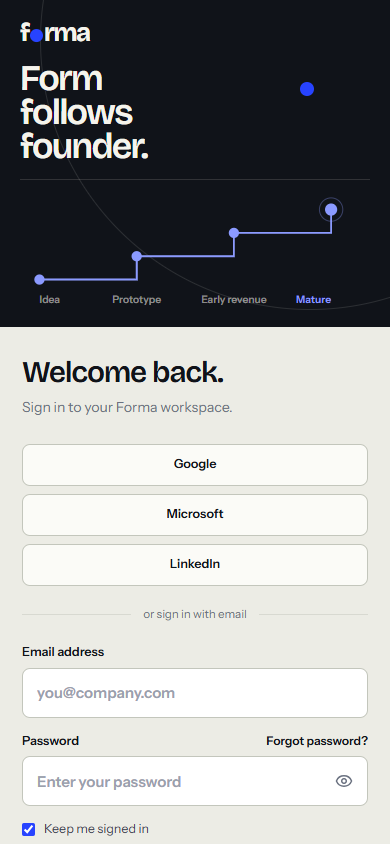 forma
Form
follows
founder.
Idea Prototype Early revenue Mature
Welcome back.
Sign in to your Forma workspace.
Google
Microsoft
LinkedIn
or sign in with email
Email address
you@company.com
Password Forgot password?
Enter your password
Keep me signed in